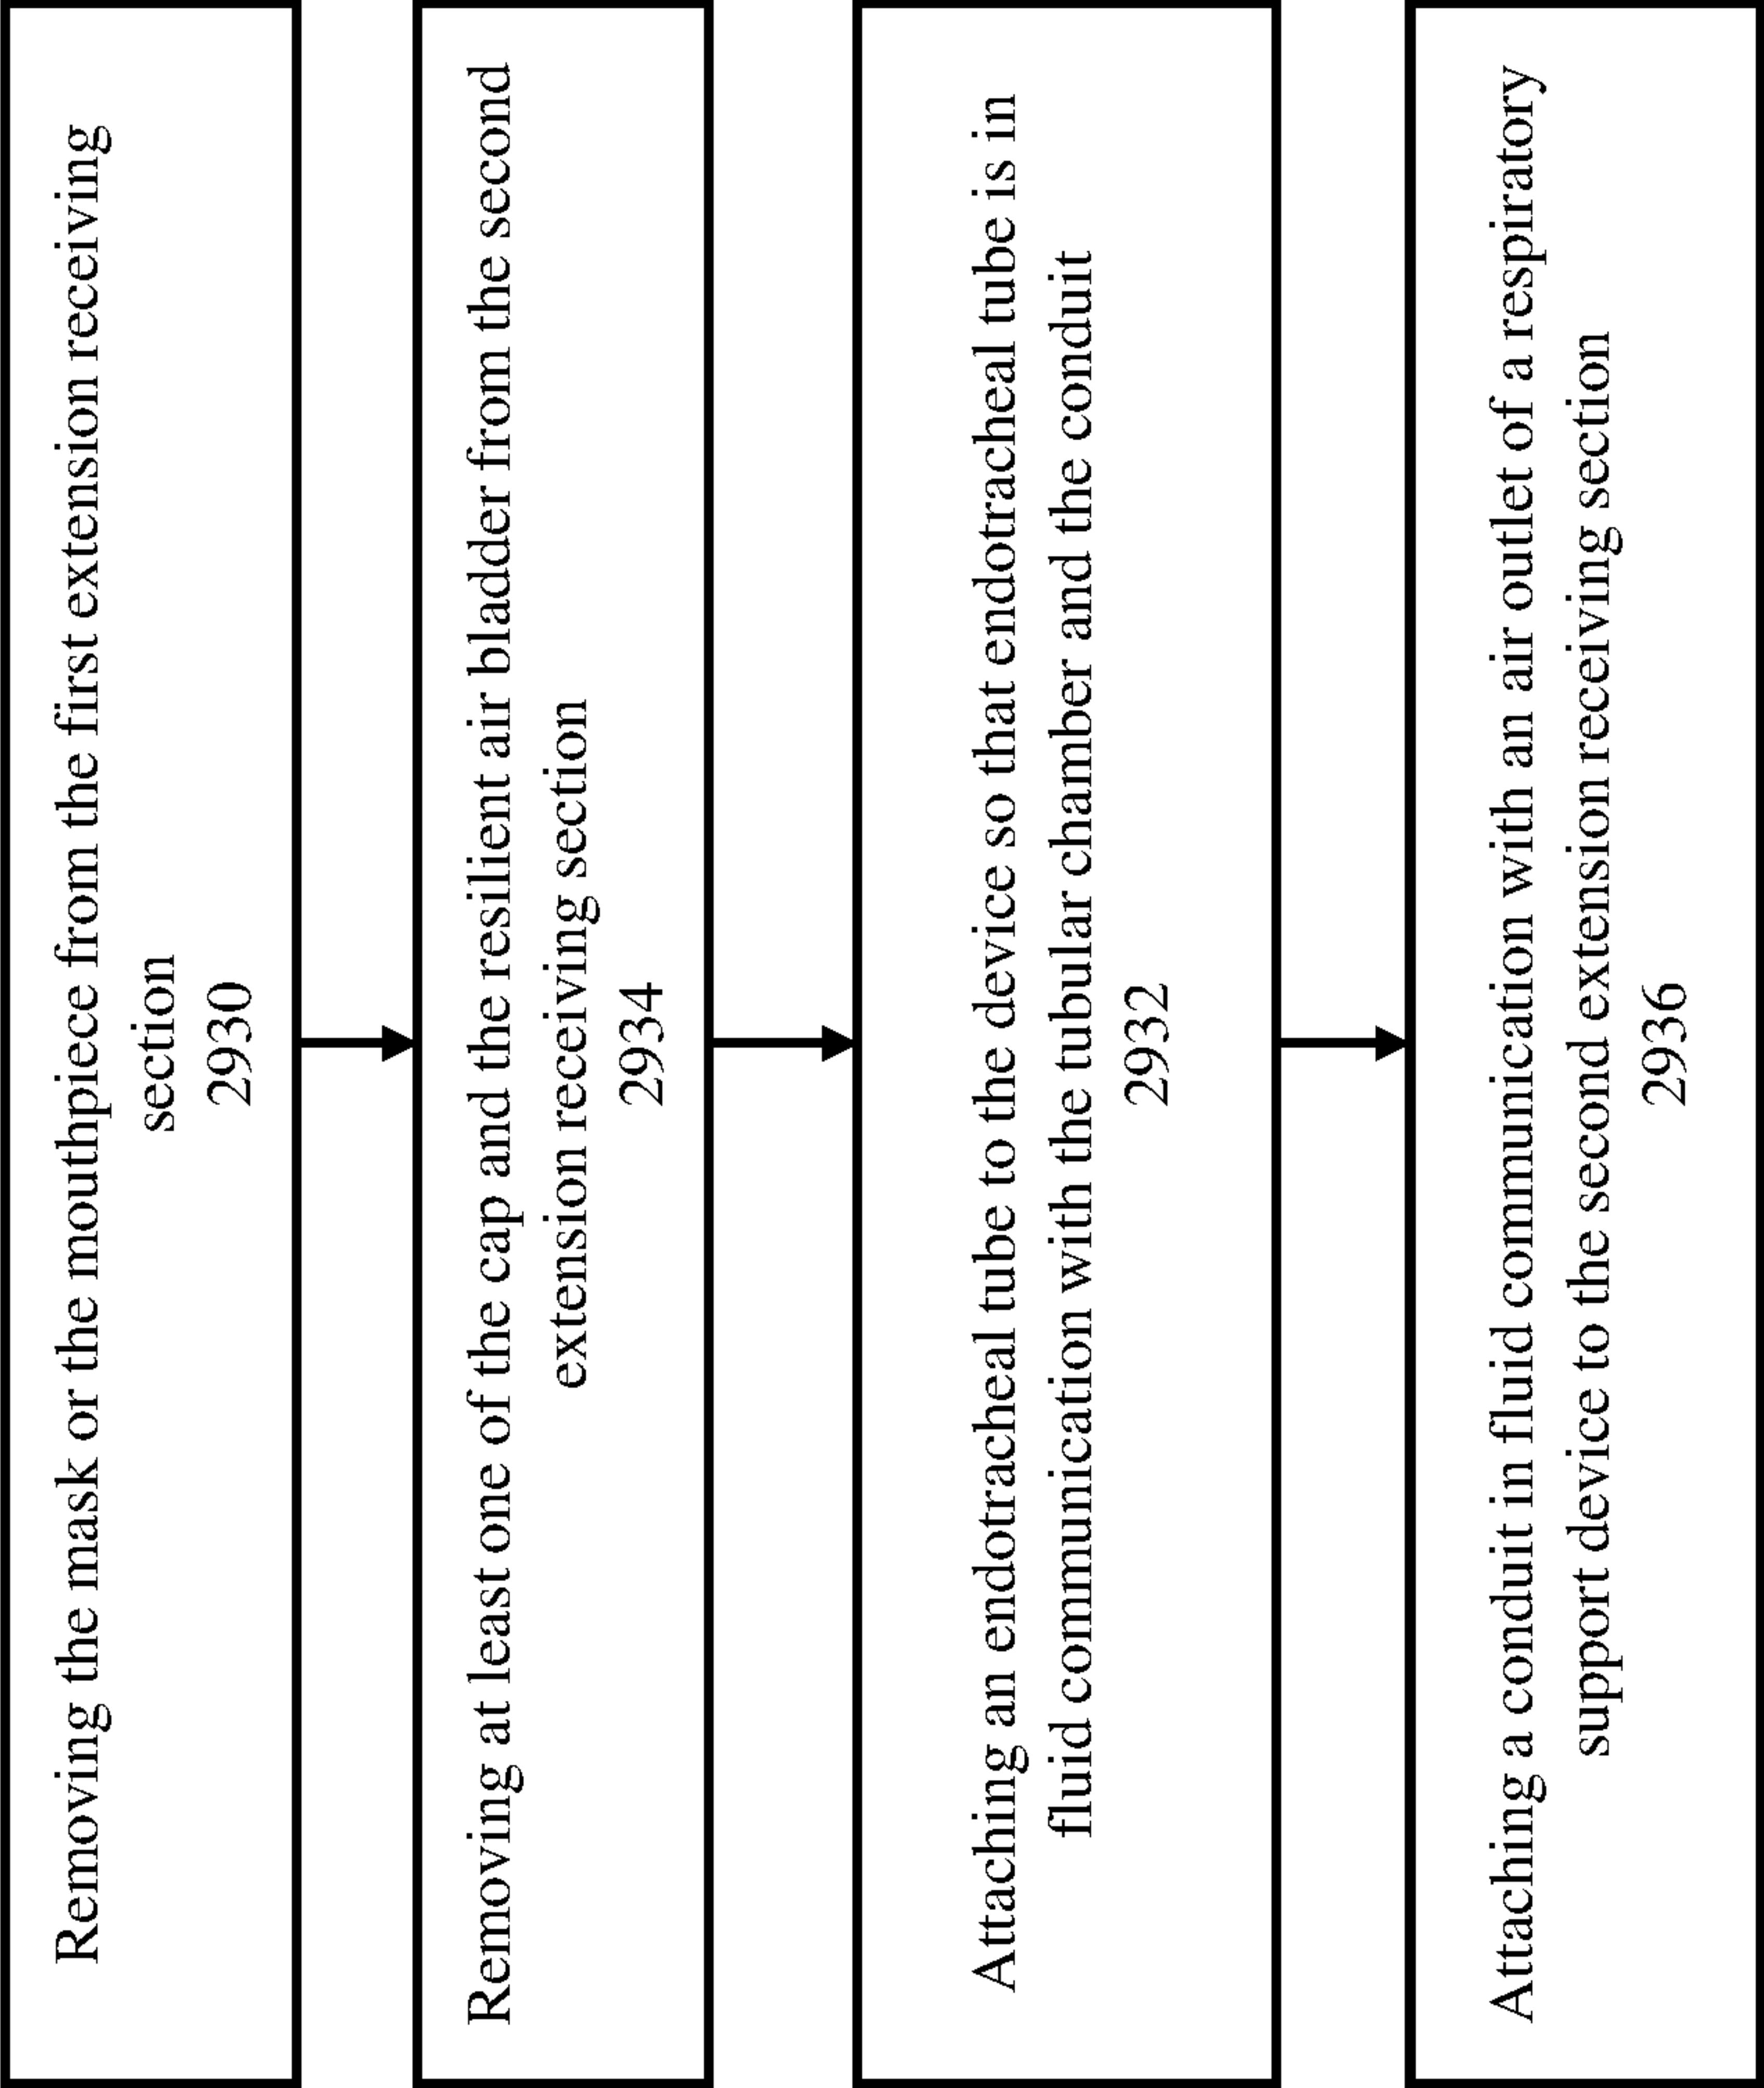 Removing the mask or the mouthpiece from the first extension receiving
section
2930
Removing at least one of the cap and the resilient air bladder from the second
extension receiving section
2934
Attaching an endotracheal tube to the device so that endotracheal tube is in
fluid communication with the tubular chamber and the conduit
2932
Attaching a conduit in fluid communication with an air outlet of a respiratory
support device to the second extension receiving section
2936